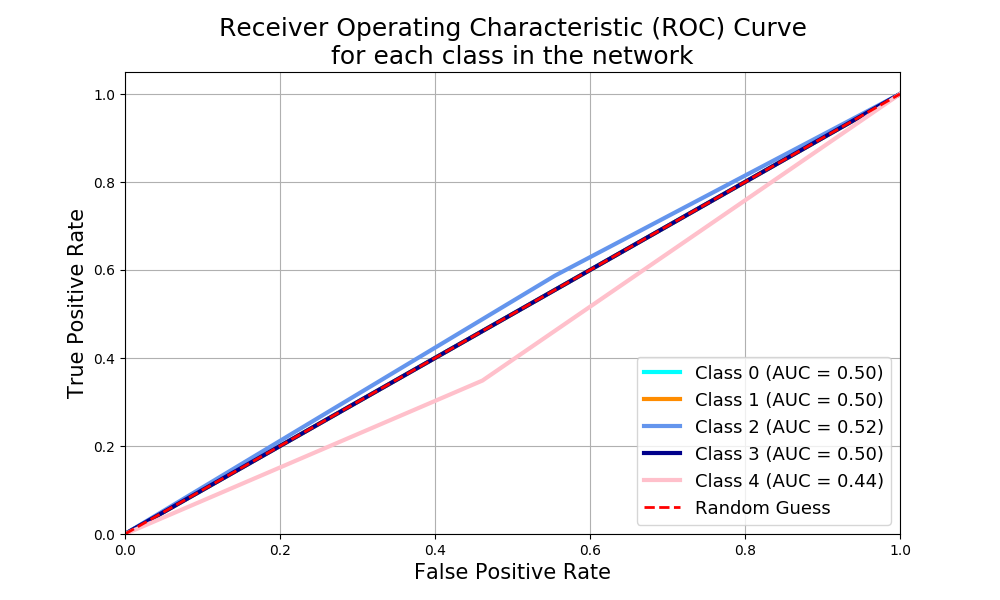 Receiver Operating Characteristic (ROC) Curve
for each class in the network
True Positive Rate
1.0
0.8
0.6
0.4
0.2
0.0
0.0 0.2 0.4 0.6 0.8 1.0
False Positive Rate
Class 0 (AUC = 0.50)
Class 1 (AUC = 0.50)
Class 2 (AUC = 0.52)
Class 3 (AUC = 0.50)
Class 4 (AUC = 0.44)
Random Guess